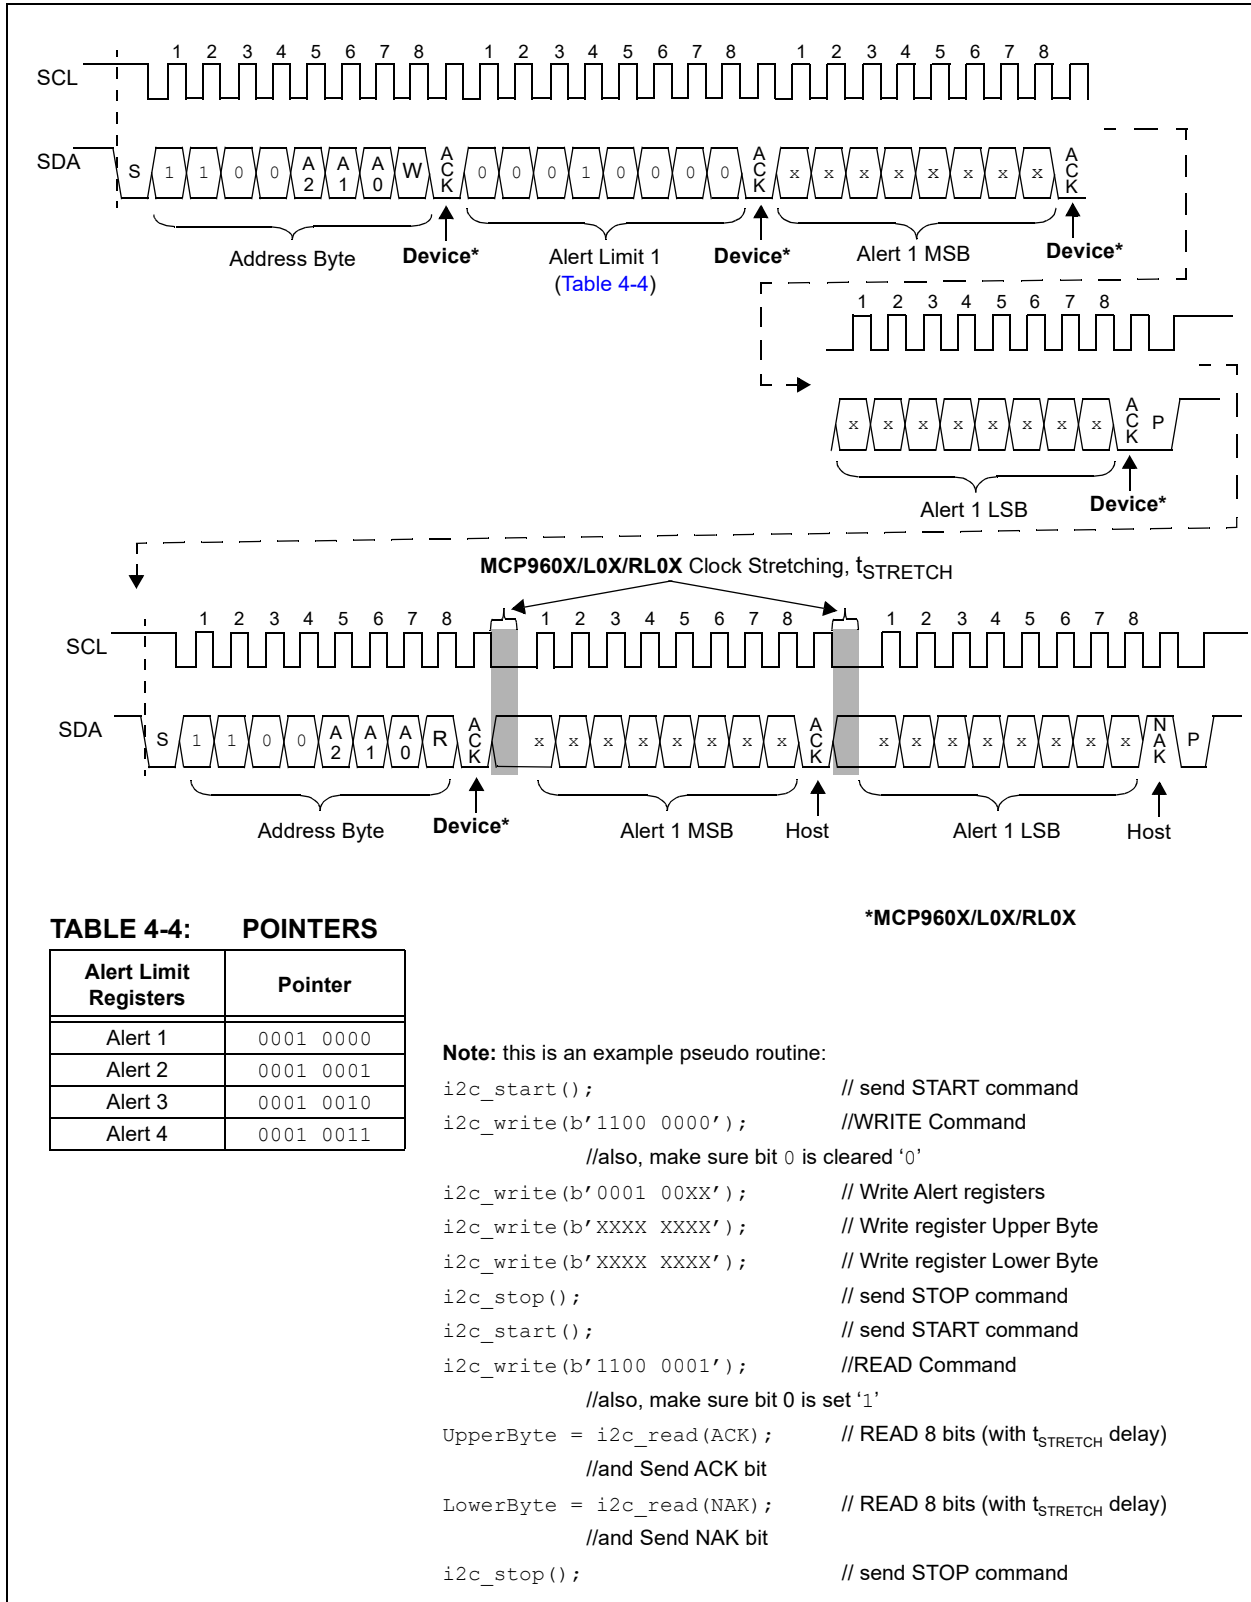 1 2 3 4 5 6 7 8 1 2 3 4 5 6 7 8 1 2 3 4 5 6 7 8
SCL
SDA S 1 1 0 0 A2 A1 A0 W ACK 0 0 0 1 0 0 0 0 ACK x x x x x x x x ACK
Address Byte Device* Alert Limit 1 Device* Alert 1 MSB Device*
(Table 4-4)
1 2 3 4 5 6 7 8
x x x x x x x x ACK P
Alert 1 LSB Device*
MCP960X/L0X/RL0X Clock Stretching, tSTRETCH
1 2 3 4 5 6 7 8 1 2 3 4 5 6 7 8 1 2 3 4 5 6 7 8
SCL
SDA S 1 1 0 0 A2 A1 A0 R ACK x x x x x x x x ACK x x x x x x x x NAK P
Address Byte Device* Alert 1 MSB Host Alert 1 LSB Host
*MCP960X/L0X/RL0X
TABLE 4-4: POINTERS
Alert Limit Registers Pointer
Alert 1 0001 0000
Alert 2 0001 0001
Alert 3 0001 0010
Alert 4 0001 0011
Note: this is an example pseudo routine:
i2c_start(); // send START command
i2c_write(b’1100 0000’); //WRITE Command
//also, make sure bit 0 is cleared ‘0’
i2c_write(b’0001 00XX’); // Write Alert registers
i2c_write(b’XXXX XXXX’); // Write register Upper Byte
i2c_write(b’XXXX XXXX’); // Write register Lower Byte
i2c_stop(); // send STOP command
i2c_start(); // send START command
i2c_write(b’1100 0001’); //READ Command
//also, make sure bit 0 is set ‘1’
UpperByte = i2c_read(ACK); // READ 8 bits (with tSTRETCH delay)
//and Send ACK bit
LowerByte = i2c_read(NAK); // READ 8 bits (with tSTRETCH delay)
//and Send NAK bit
i2c_stop(); // send STOP command